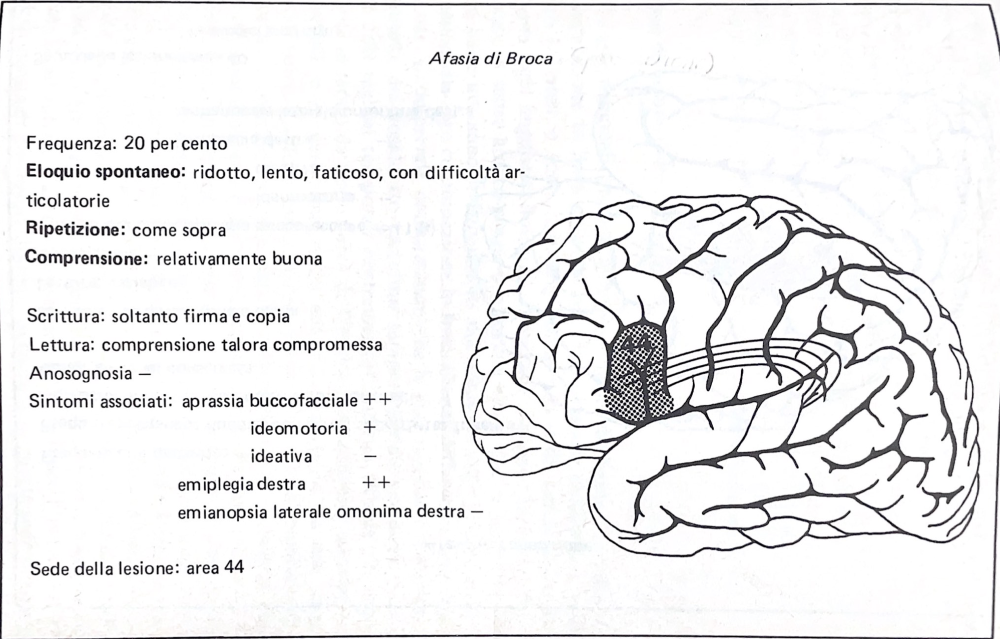 Afasia di Broca
Frequenza: 20 per cento
Eloquio spontaneo: ridotto, lento, faticoso, con difficoltà ar-
ticolatorie
Ripetizione: come sopra
Comprensione: relativamente buona
Scrittura: soltanto firma e copia
Lettura: comprensione talora compromessa
Anosognosia —
Sintomi associati: aprassia buccofacciale ++
ideomotoria +
ideativa —
emiplegia destra ++
emianopsia laterale omonima destra —
Sede della lesione: area 44
44